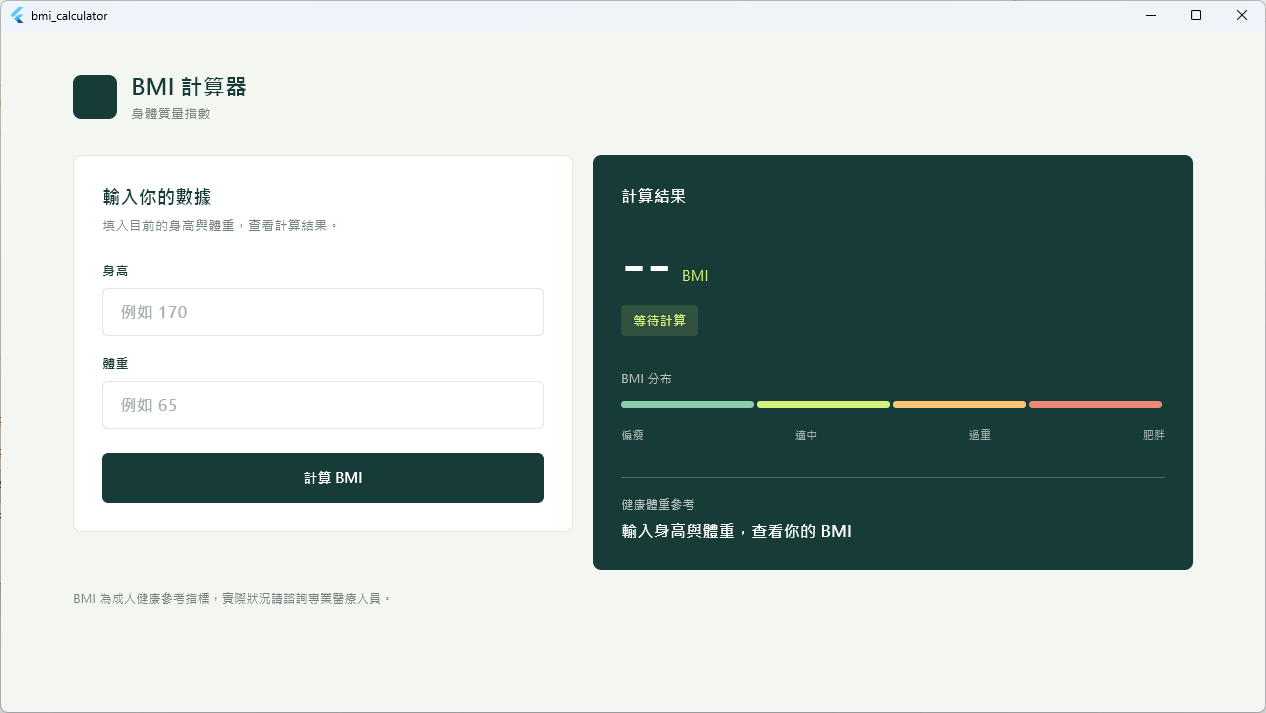 bmi_calculator
BMI 計算器
身體質量指數
輸入你的數據
填入目前的身高與體重，查看計算結果。
身高
例如 170
體重
例如 65
計算 BMI
計算結果
-- BMI
等待計算
BMI 分布
偏瘦 適中 過重 肥胖
健康體重參考
輸入身高與體重，查看你的 BMI
BMI 為成人健康參考指標，實際狀況請諮詢專業醫療人員。